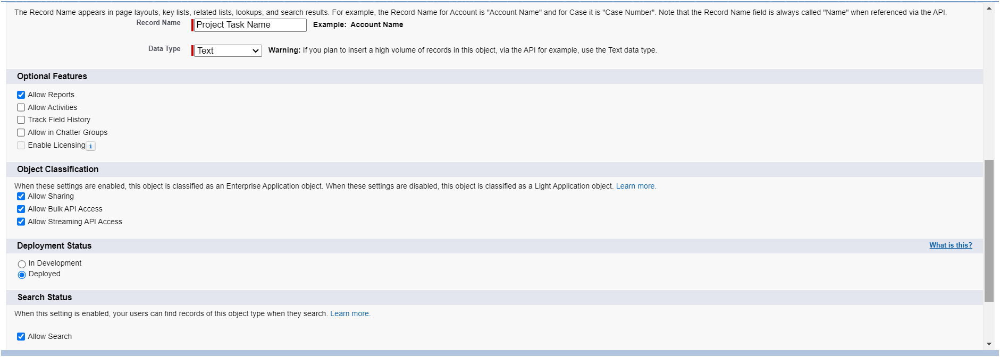 The Record Name appears in page layouts, key lists, related lists, lookups, and search results. For example, the Record Name for Account is "Account Name" and for Case it is "Case Number". Note that the Record Name field is always called "Name" when referenced via the API.
Record Name Project Task Name Example: Account Name
Data Type Text Warning: If you plan to insert a high volume of records in this object, via the API for example, use the Text data type.
Optional Features
Allow Reports
Allow Activities
Track Field History
Allow in Chatter Groups
Enable Licensing i
Object Classification
When these settings are enabled, this object is classified as an Enterprise Application object. When these settings are disabled, this object is classified as a Light Application object. Learn more.
Allow Sharing
Allow Bulk API Access
Allow Streaming API Access
Deployment Status What is this?
In Development
Deployed
Search Status
When this setting is enabled, your users can find records of this object type when they search. Learn more.
Allow Search